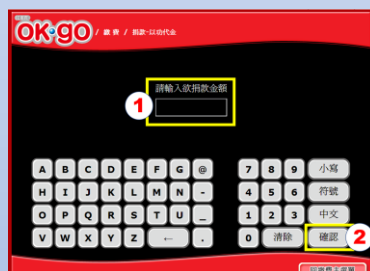 OK·go / 繳費 / 捐款-以功代金
請輸入欲捐款金額
1
A B C D E F G @ 7 8 9 小寫
H I J K L M N - 4 5 6 符號
O P Q R S T U _ 1 2 3 中文
V W X Y Z ← . 0 清除 確認 2